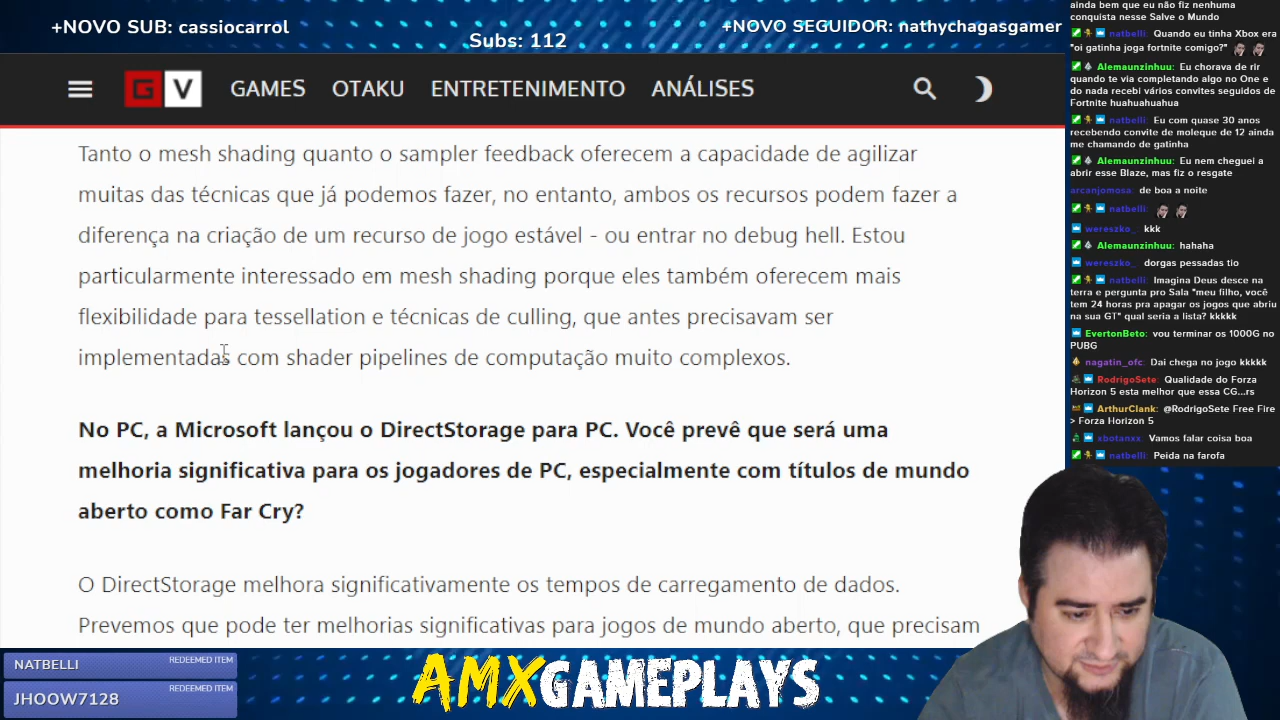 +NOVO SUB: cassiocarrol
Subs: 112
+NOVO SEGUIDOR: nathychagasgamer
GV
GAMES
OTAKU
ENTRETENIMENTO
ANÁLISES
Tanto o mesh shading quanto o sampler feedback oferecem a capacidade de agilizar
muitas das técnicas que já podemos fazer, no entanto, ambos os recursos podem fazer a
diferença na criação de um recurso de jogo estável - ou entrar no debug hell. Estou
particularmente interessado em mesh shading porque eles também oferecem mais
flexibilidade para tessellation e técnicas de culling, que antes precisavam ser
implementadas com shader pipelines de computação muito complexos.
No PC, a Microsoft lançou o DirectStorage para PC. Você prevê que será uma
melhoria significativa para os jogadores de PC, especialmente com títulos de mundo
aberto como Far Cry?
O DirectStorage melhora significativamente os tempos de carregamento de dados.
Prevemos que pode ter melhorias significativas para jogos de mundo aberto, que precisam
ainda bem que eu não fiz nenhuma
conquista nesse Salve o Mundo
natbelli: Quando eu tinha Xbox era
"oi gatinha joga fortnite comigo?"
Alemaunzinhuu: Eu chorava de rir
quando te via completando algo no One e
do nada recebi vários convites seguidos de
Fortnite huahuahuahua
natbelli: Eu com quase 30 anos
recebendo convite de moleque de 12 ainda
me chamando de gatinha
Alemaunzinhuu: Eu nem cheguei a
abrir esse Blaze, mas fiz o resgate
arcanjomosa: de boa a noite
natbelli:
wereszko_: kkk
Alemaunzinhuu: hahaha
wereszko_: dorgas pessadas tio
natbelli: Imagina Deus desce na
terra e pergunta pro Sala "meu filho, você
tem 24 horas pra apagar os jogos que abriu
na sua GT" qual seria a lista? kkkkk
EvertonBeto: vou terminar os 1000G no
PUBG
nagatin_ofc: Dai chega no jogo kkkkk
RodrigoSete: Qualidade do Forza
Horizon 5 esta melhor que essa CG...rs
ArthurClank: @RodrigoSete Free Fire
> Forza Horizon 5
xbotanxx: Vamos falar coisa boa
natbelli: Peida na farofa
NATBELLI
REDEEMED ITEM
JHOOW7128
REDEEMED ITEM
AMXGAMEPLAYS